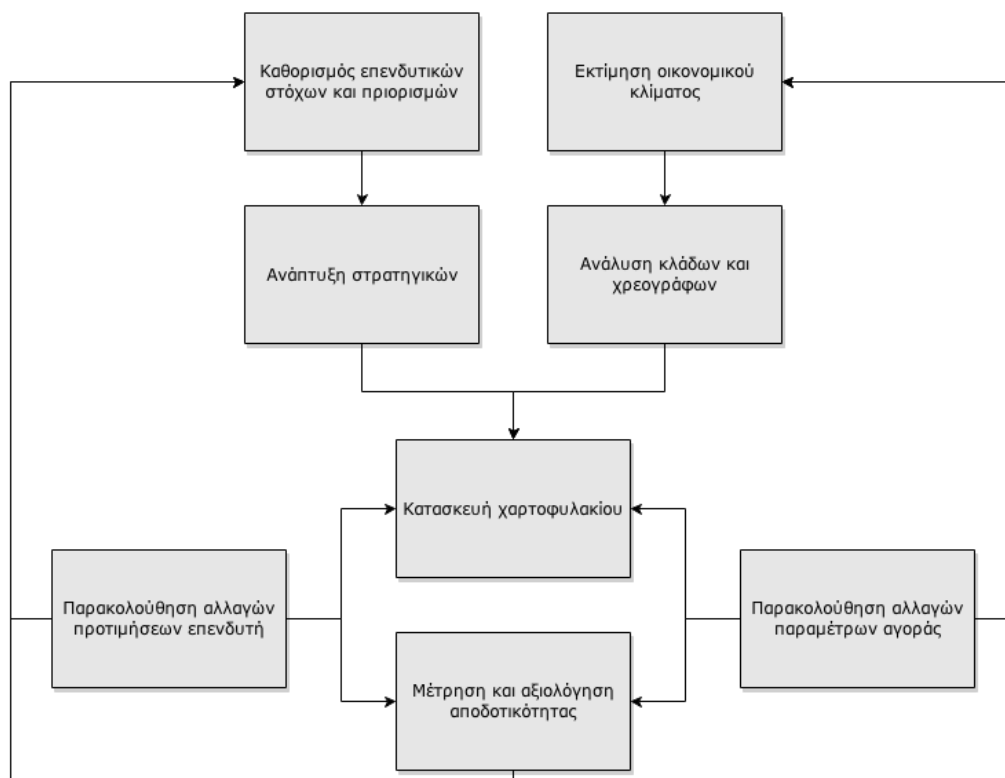 Καθορισμός επενδυτικών
στόχων και πριορισμών
Εκτίμηση οικονομικού
κλίματος
Ανάπτυξη στρατηγικών
Ανάλυση κλάδων και
χρεογράφων
Κατασκευή χαρτοφυλακίου
Παρακολούθηση αλλαγών
προτιμήσεων επενδυτή
Παρακολούθηση αλλαγών
παραμέτρων αγοράς
Μέτρηση και αξιολόγηση
αποδοτικότητας